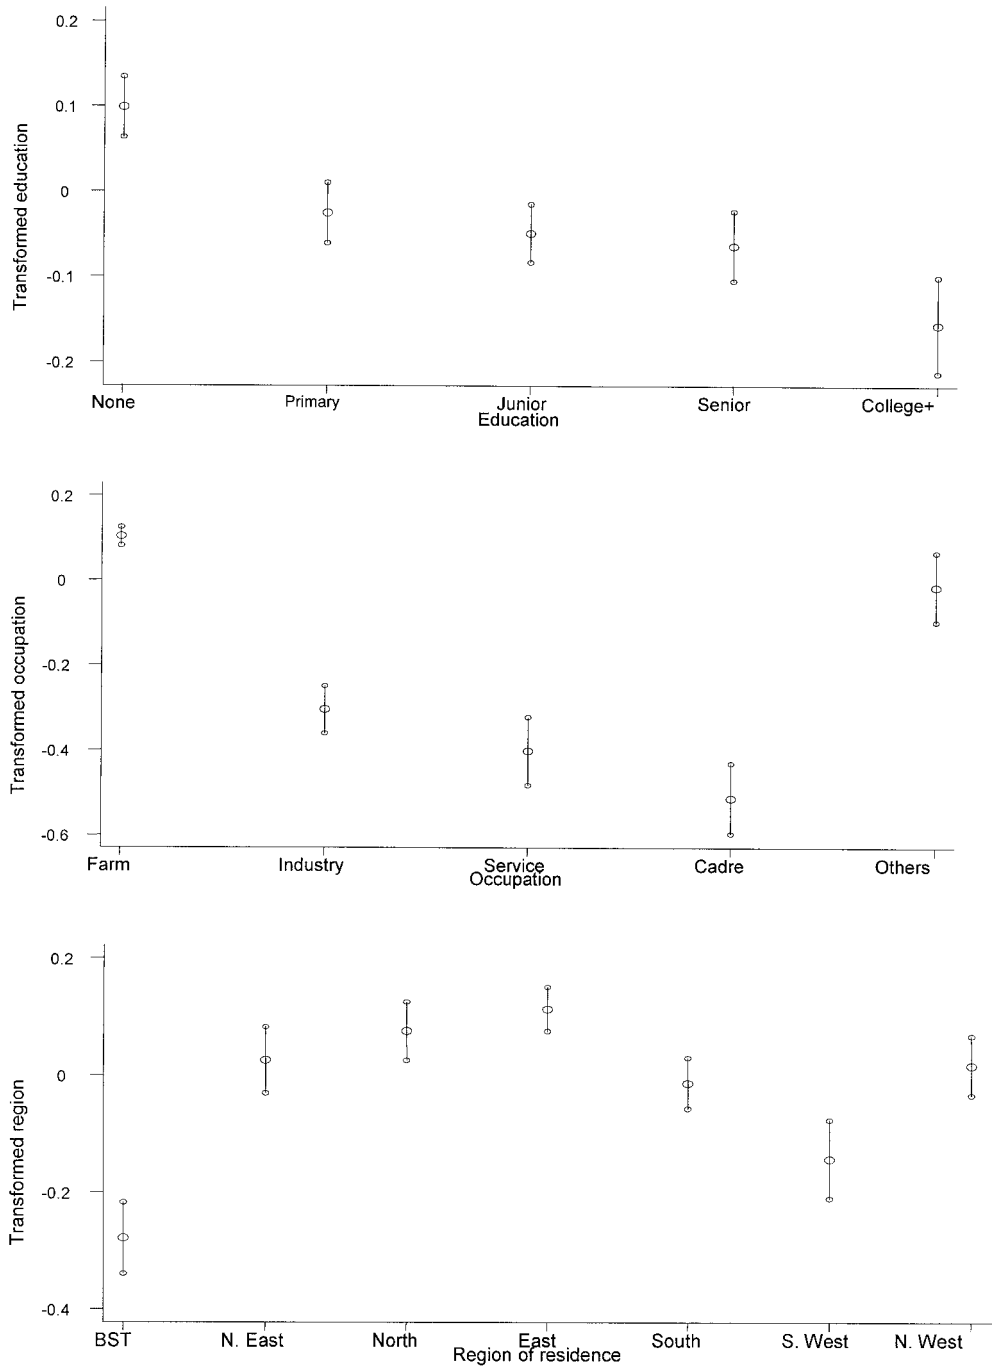 0.2
0.1
0
-0.1
-0.2
Transformed education
None Primary Junior Senior College+
Education
0.2
0
-0.2
-0.4
-0.6
Transformed occupation
Farm Industry Service Cadre Others
Occupation
0.2
0
-0.2
-0.4
Transformed region
BST N. East North East South S. West N. West
Region of residence